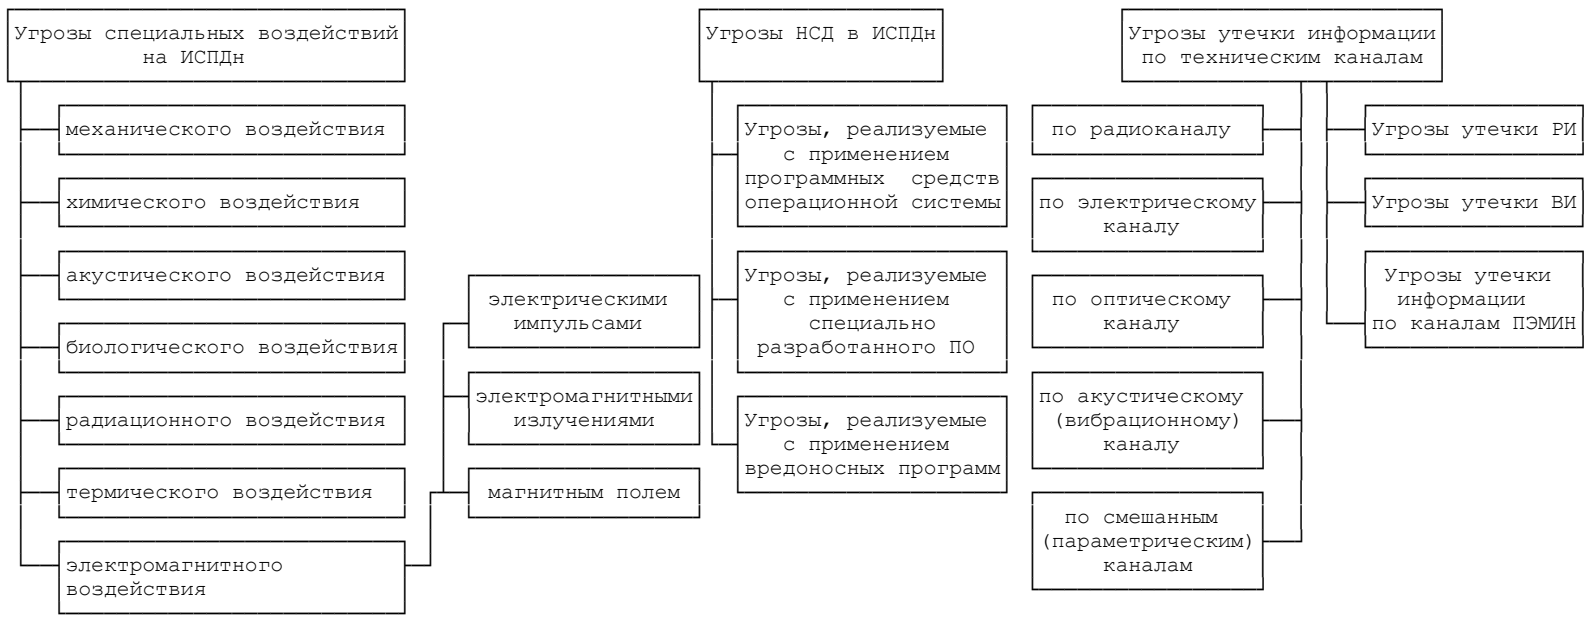 Угрозы специальных воздействий
на ИСПДн
механического воздействия
химического воздействия
акустического воздействия
биологического воздействия
радиационного воздействия
термического воздействия
электромагнитного
воздействия
электрическими
импульсами
электромагнитными
излучениями
магнитным полем
Угрозы НСД в ИСПДн
Угрозы, реализуемые
с применением
программных средств
операционной системы
Угрозы, реализуемые
с применением
специально
разработанного ПО
Угрозы, реализуемые
с применением
вредоносных программ
Угрозы утечки информации
по техническим каналам
по радиоканалу
по электрическому
каналу
по оптическому
каналу
по акустическому
(вибрационному)
каналу
по смешанным
(параметрическим)
каналам
Угрозы утечки РИ
Угрозы утечки ВИ
Угрозы утечки
информации
по каналам ПЭМИН